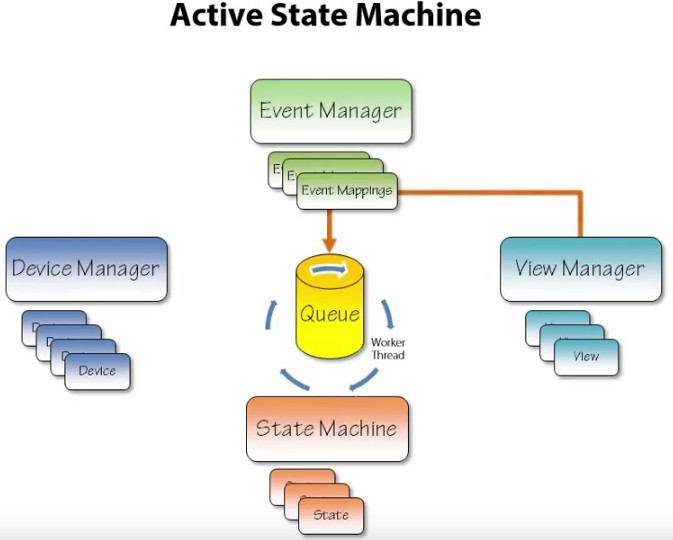 Active State Machine
Event Manager
Event Mappings
Device Manager
View Manager
Queue
Worker
Thread
Device
View
State Machine
State